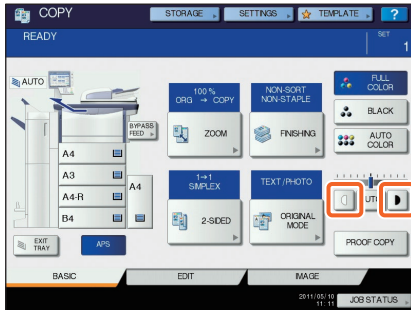 COPY
STORAGE
SETTINGS
TEMPLATE
?
READY
SET
1
AUTO
100 %
ORG → COPY
NON-SORT
NON-STAPLE
FULL
COLOR
BYPASS
FEED
ZOOM
FINISHING
BLACK
AUTO
COLOR
A4
A3
A4-R
B4
A4
1→1
SIMPLEX
TEXT/PHOTO
2-SIDED
ORIGINAL
MODE
EXIT
TRAY
APS
PROOF COPY
BASIC
EDIT
IMAGE
2011/05/10
11:11
JOB STATUS